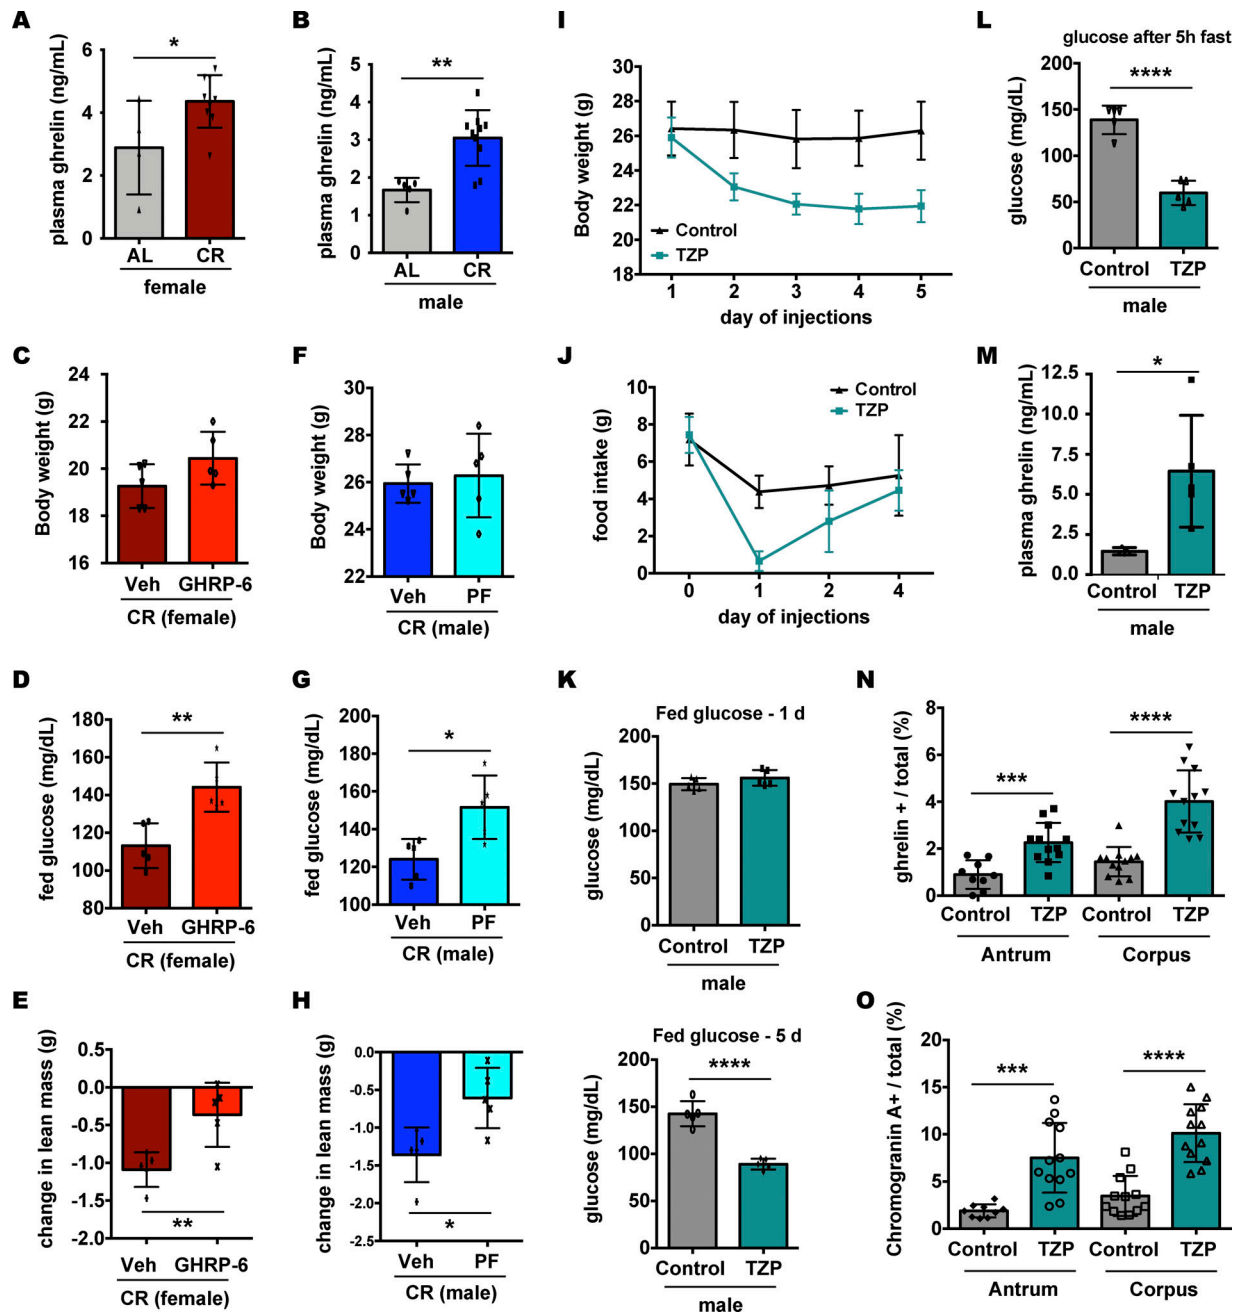 A
plasma ghrelin (ng/mL)
6
4
2
0
*
AL
CR
female
B
plasma ghrelin (ng/mL)
5
4
3
2
1
0
**
AL
CR
male
C
Body weight (g)
24
22
20
18
16
Veh
GHRP-6
CR (female)
D
fed glucose (mg/dL)
180
160
140
120
100
80
**
Veh
GHRP-6
CR (female)
E
change in lean mass (g)
0.5
-0.0
-0.5
-1.0
-1.5
-2.0
**
Veh
GHRP-6
CR (female)
F
Body weight (g)
30
28
26
24
22
Veh
PF
CR (male)
G
fed glucose (mg/dL)
200
180
160
140
120
100
*
Veh
PF
CR (male)
H
change in lean mass (g)
0.0
-0.5
-1.0
-1.5
-2.0
-2.5
*
Veh
PF
CR (male)
I
Body weight (g)
30
28
26
24
22
20
18
Control
TZP
1
2
3
4
5
day of injections
J
food intake (g)
10
8
6
4
2
0
Control
TZP
0
1
2
4
day of injections
K
Fed glucose - 1 d
glucose (mg/dL)
200
150
100
50
0
Control
TZP
male
Fed glucose - 5 d
glucose (mg/dL)
200
150
100
50
0
****
Control
TZP
male
L
glucose after 5h fast
glucose (mg/dL)
200
150
100
50
0
****
Control
TZP
male
M
plasma ghrelin (ng/mL)
12.5
10.0
7.5
5.0
2.5
0.0
*
Control
TZP
male
N
ghrelin + / total (%)
8
6
4
2
0
***
****
Control
TZP
Control
TZP
Antrum
Corpus
O
Chromogranin A+ / total (%)
20
15
10
5
0
***
****
Control
TZP
Control
TZP
Antrum
Corpus